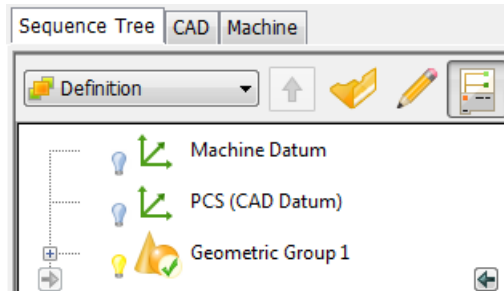 Sequence Tree CAD Machine
Definition
Machine Datum
PCS (CAD Datum)
Geometric Group 1